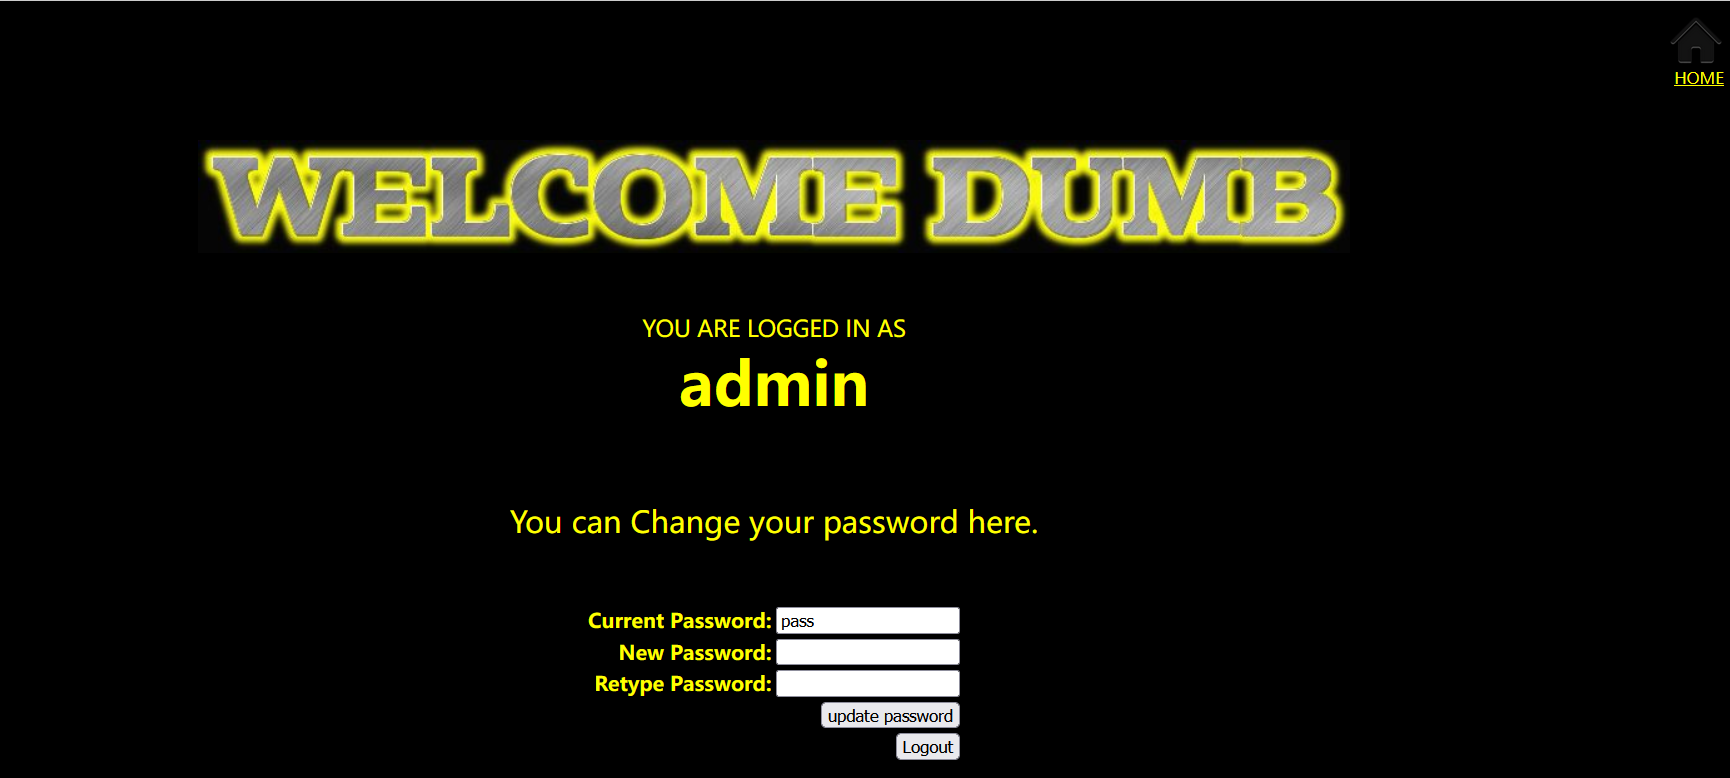 HOME
WELCOME DUMB
YOU ARE LOGGED IN AS
admin
You can Change your password here.
Current Password: pass
New Password:
Retype Password:
update password
Logout